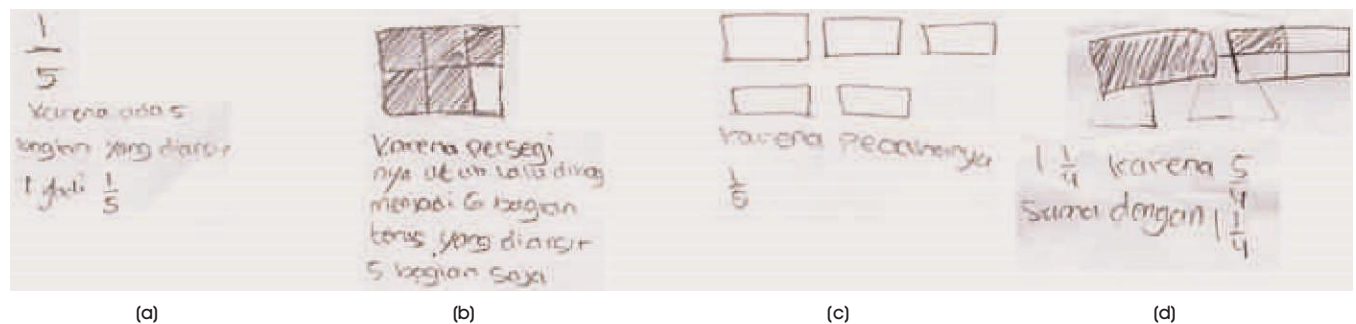 1
5
Karena ada 5
bagian yang diarsir
1 jadi 1/5
(a)
Karena persegi
nya utuh lalu dibag
menjadi 6 bagian
terus yang diarsir
5 bagian saja
(b)
karena pecahannya
1/5
(c)
1 1/4 karena 5/4
Sama dengan 1 1/4
(d)